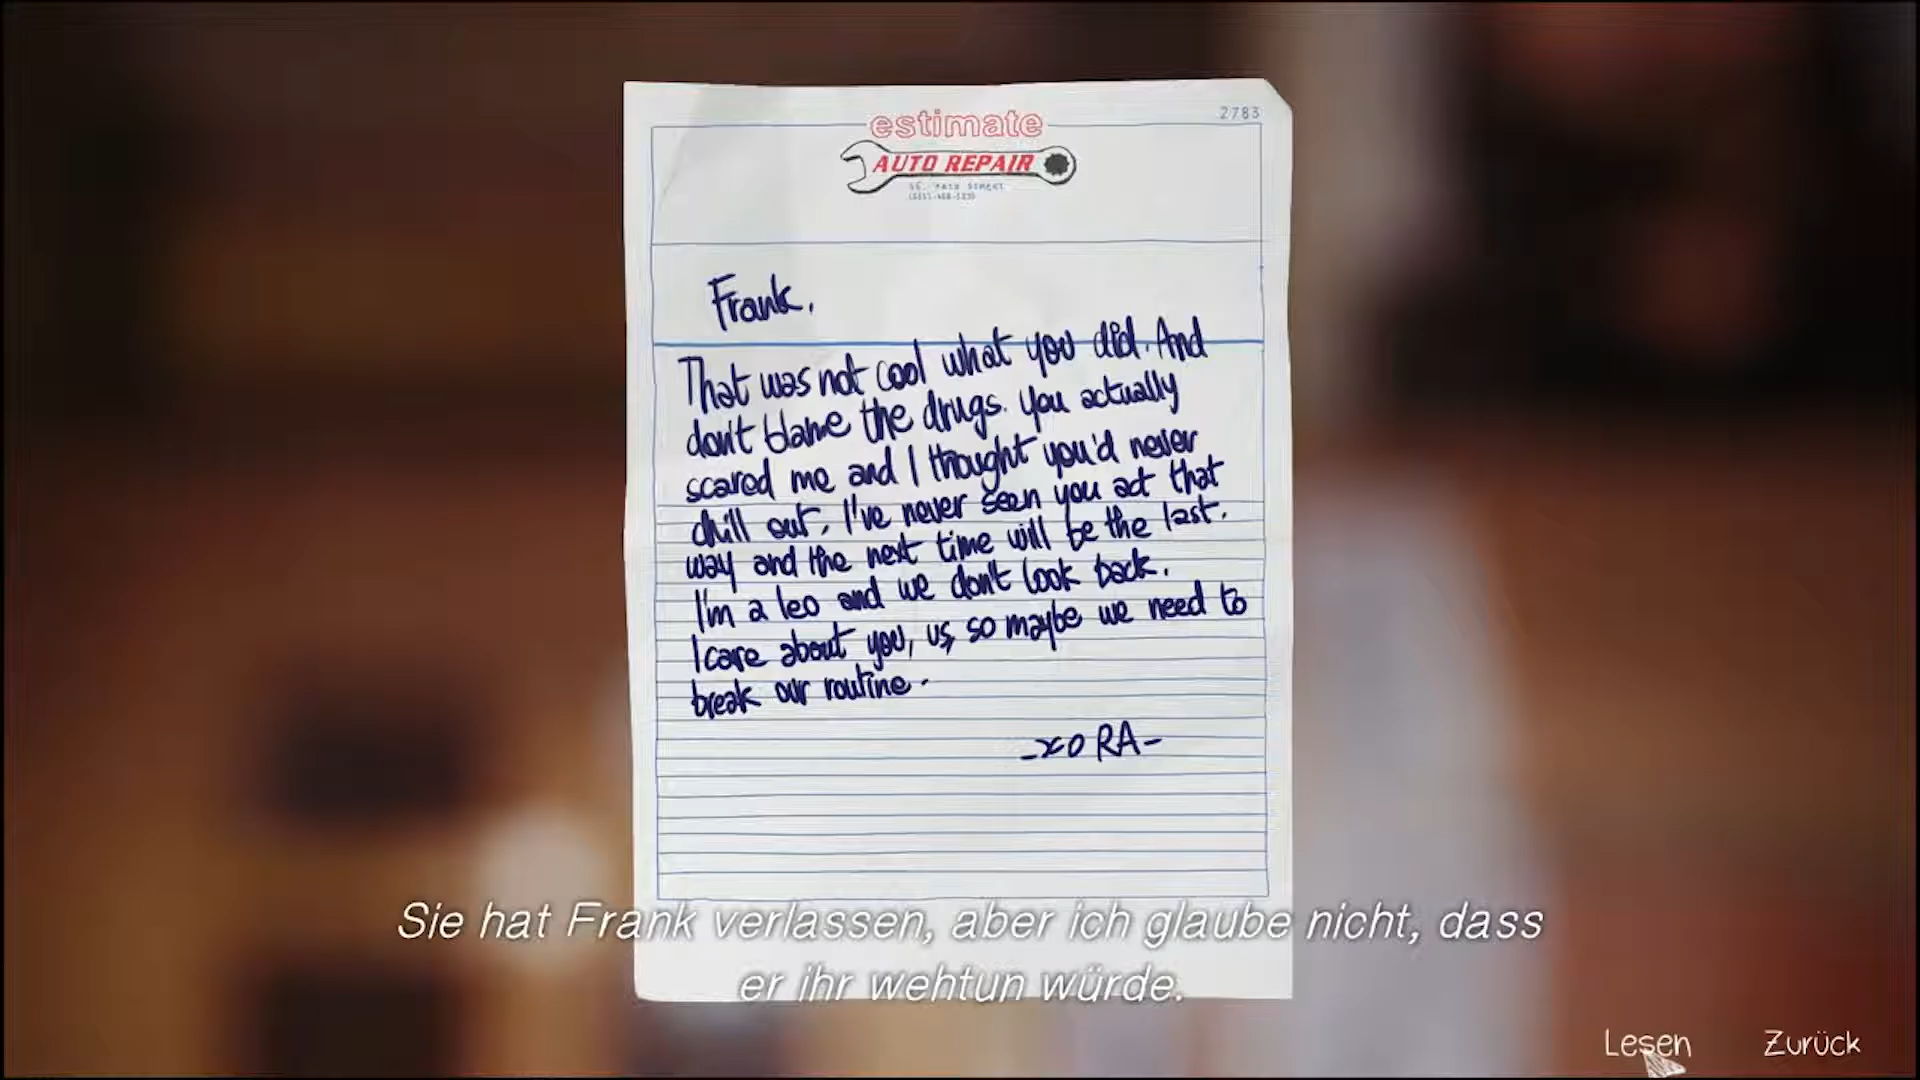 2783
estimate
AUTO REPAIR
Frank,
That was not cool what you did. And
don't blame the drugs. You actually
scared me and I thought you'd never
chill out. I've never seen you act that
way and the next time will be the last.
I'm a leo and we don't look back.
I care about you, us, so maybe we need to
break our routine.
-xo RA-
Sie hat Frank verlassen, aber ich glaube nicht, dass
er ihr wehtun würde.
Lesen
Zurück